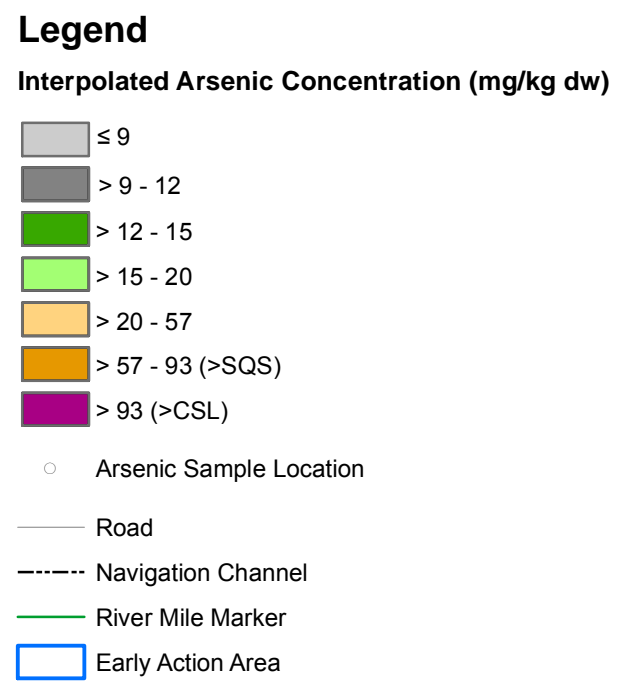 Legend
Interpolated Arsenic Concentration (mg/kg dw)
≤ 9
> 9 - 12
> 12 - 15
> 15 - 20
> 20 - 57
> 57 - 93 (>SQS)
> 93 (>CSL)
Arsenic Sample Location
Road
Navigation Channel
River Mile Marker
Early Action Area